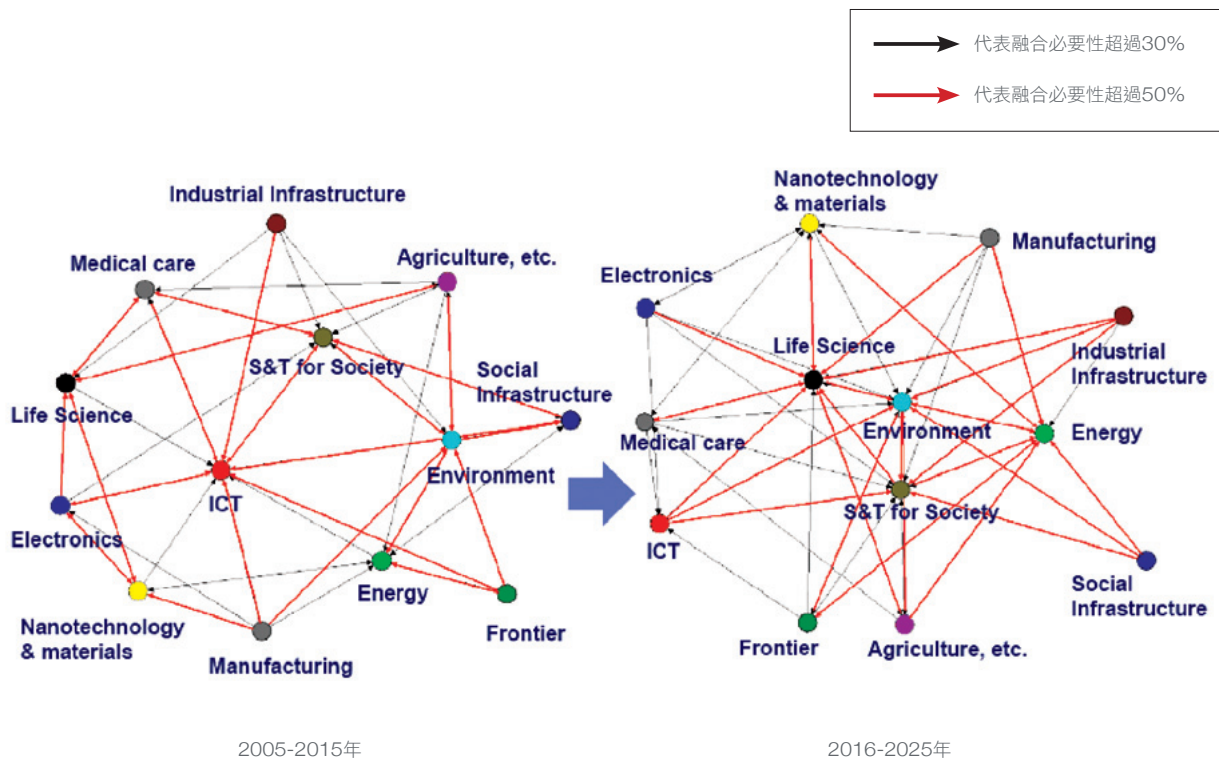 代表融合必要性超過30%
代表融合必要性超過50%
Industrial Infrastructure
Medical care
Agriculture, etc.
S&T for Society
Social
Infrastructure
Life Science
Environment
ICT
Electronics
Energy
Frontier
Nanotechnology
& materials
Manufacturing
2005-2015年
Nanotechnology
& materials
Manufacturing
Electronics
Life Science
Industrial
Infrastructure
Medical care
Environment
Energy
S&T for Society
ICT
Social
Infrastructure
Frontier
Agriculture, etc.
2016-2025年